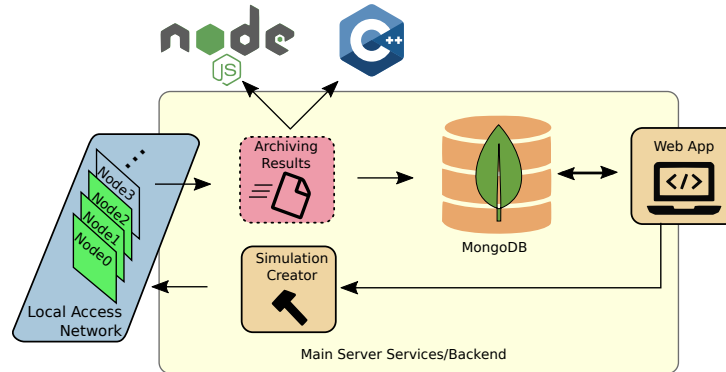 node
JS
C++
Archiving
Results
Web App
</>
MongoDB
...
Node3
Node2
Node1
Node0
Simulation
Creator
Local Access
Network
Main Server Services/Backend